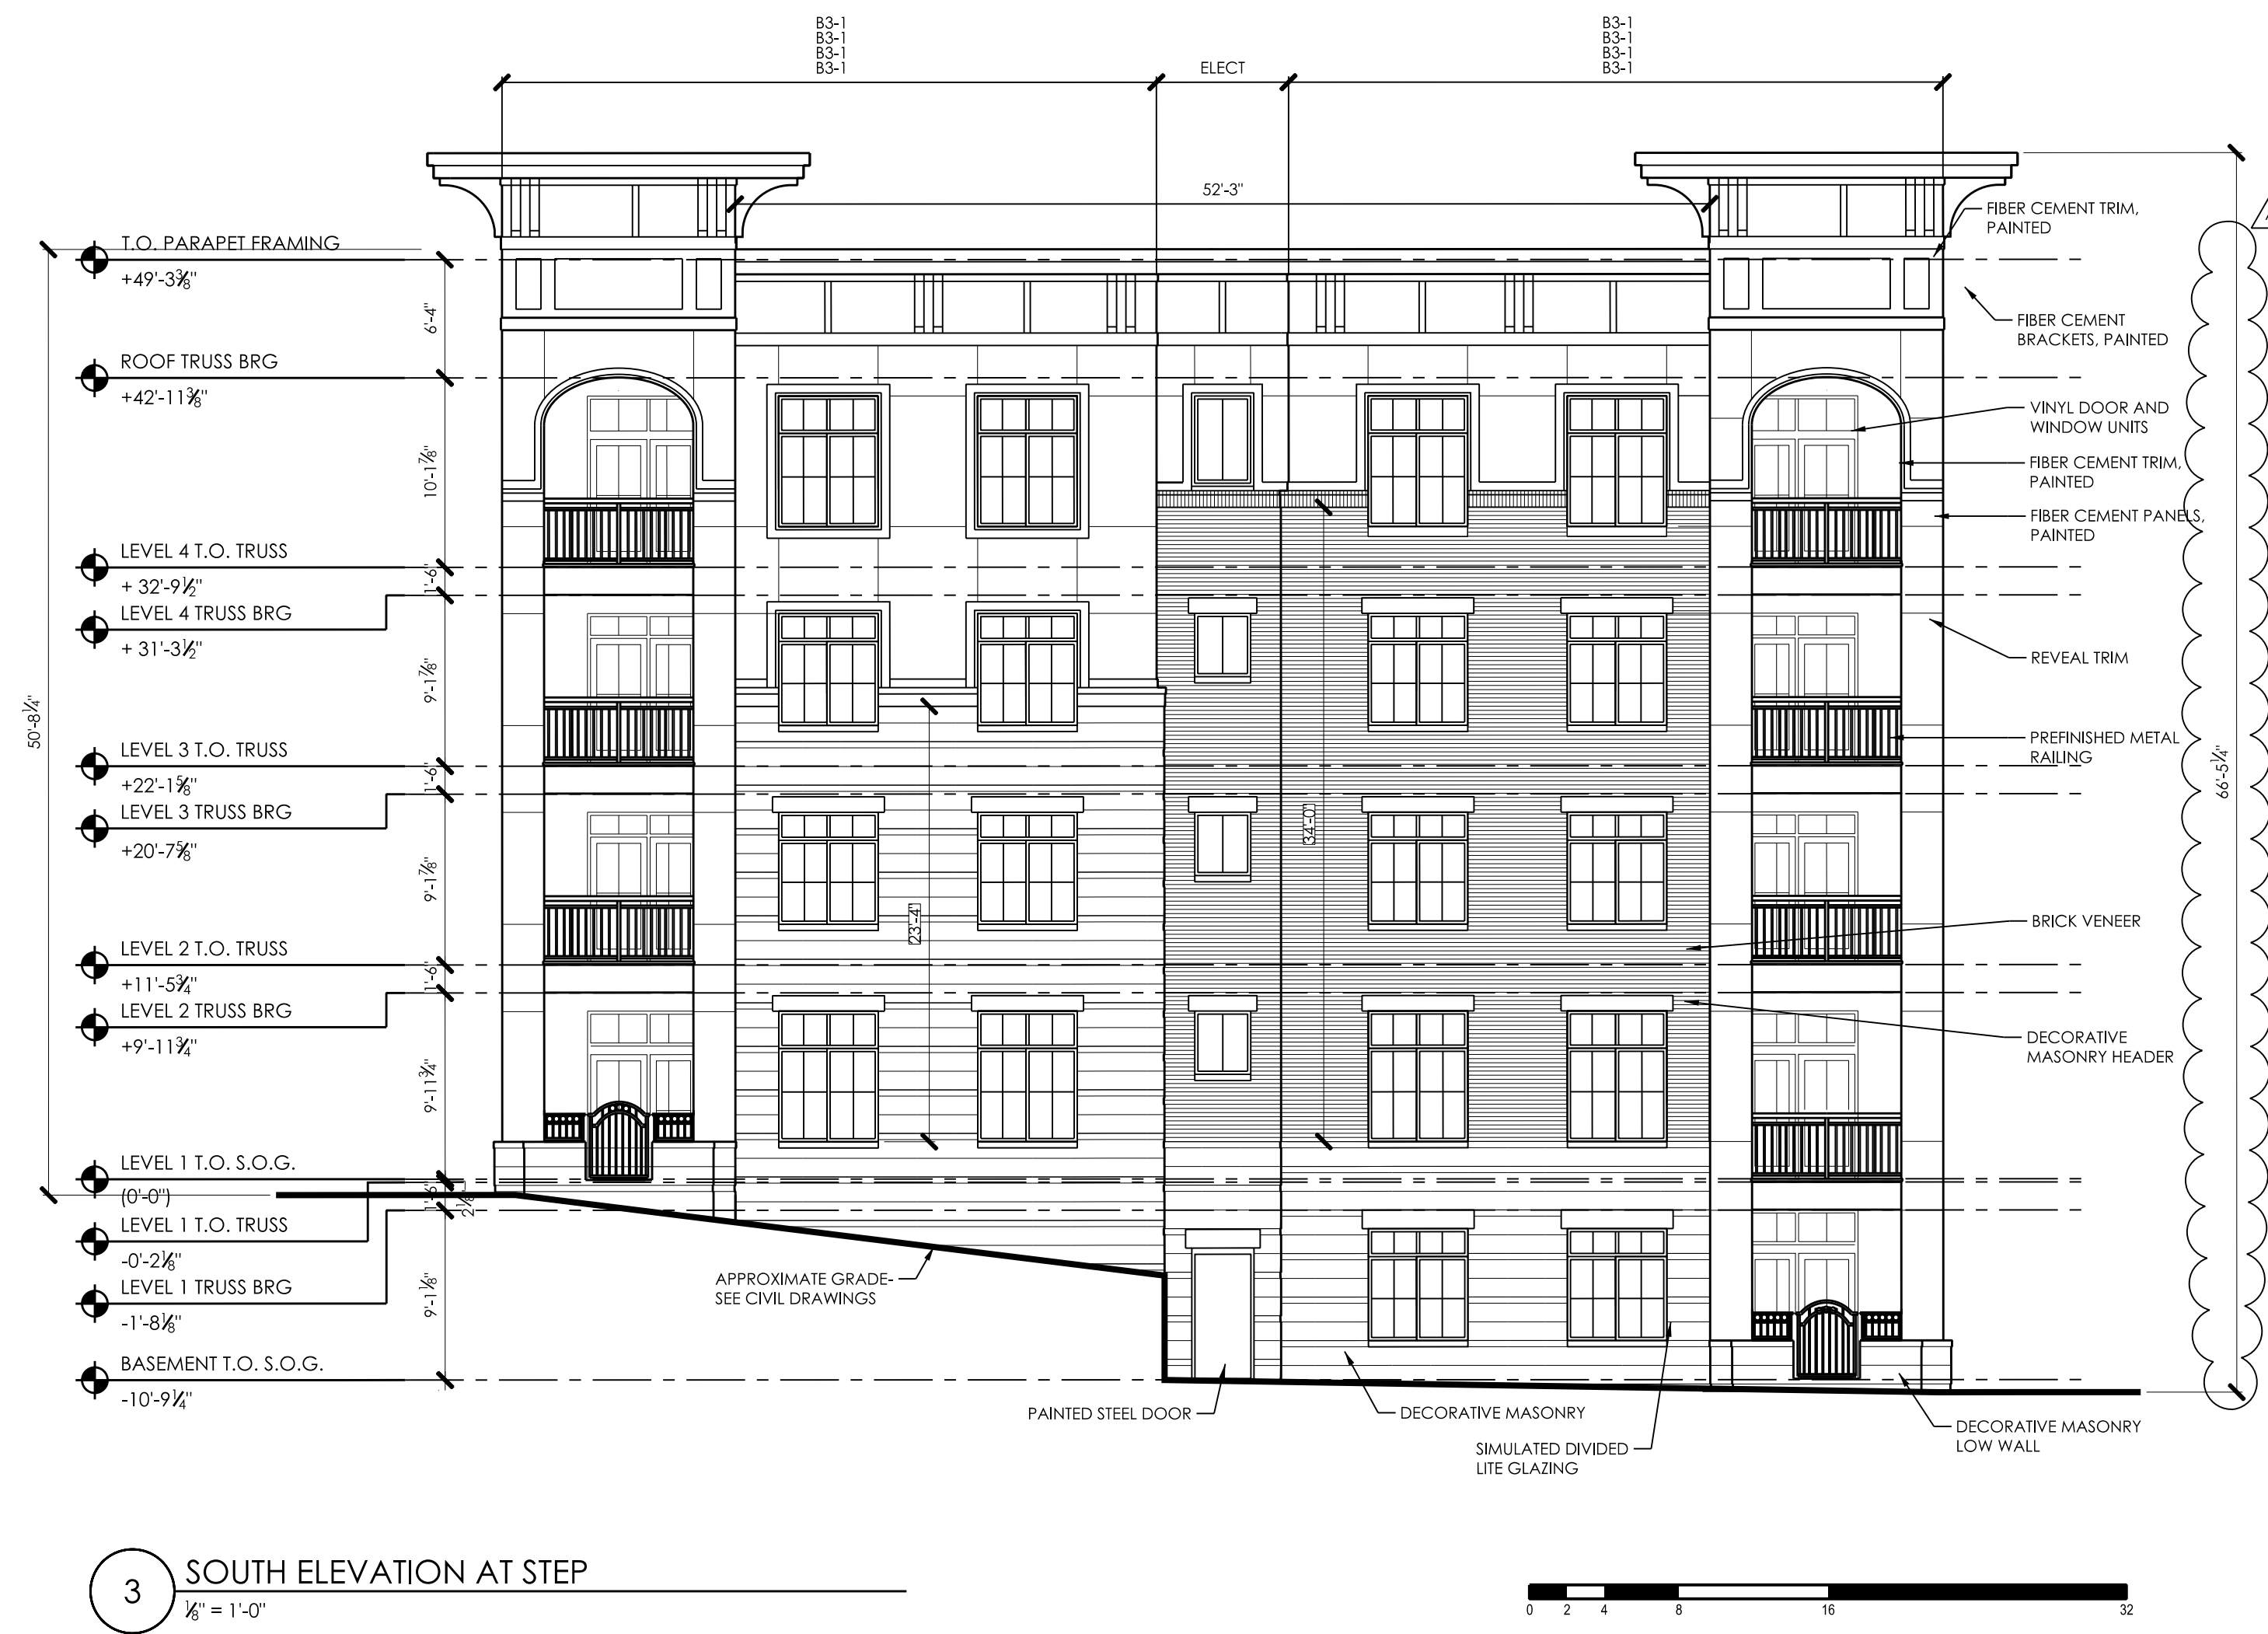 B3-1
B3-1
B3-1
B3-1
ELECT
B3-1
B3-1
B3-1
B3-1
52'-3"
T.O. PARAPET FRAMING
+49'-3⅜"
6'-4"
ROOF TRUSS BRG
+42'-11⅜"
10'-1⅞"
LEVEL 4 T.O. TRUSS
+ 32'-9½"
1'-6"
LEVEL 4 TRUSS BRG
+ 31'-3½"
9'-1⅞"
50'-8¼"
LEVEL 3 T.O. TRUSS
+22'-1⅝"
1'-6"
LEVEL 3 TRUSS BRG
+20'-7⅝"
9'-1⅞"
LEVEL 2 T.O. TRUSS
+11'-5¾"
1'-6"
LEVEL 2 TRUSS BRG
+9'-11¾"
9'-11¾"
LEVEL 1 T.O. S.O.G.
(0'-0")
1'-6"
2⅛"
LEVEL 1 T.O. TRUSS
-0'-2⅛"
LEVEL 1 TRUSS BRG
-1'-8⅛"
9'-1⅛"
BASEMENT T.O. S.O.G.
-10'-9¼"
23'-4"
34'-0"
FIBER CEMENT TRIM,
PAINTED
FIBER CEMENT
BRACKETS, PAINTED
VINYL DOOR AND
WINDOW UNITS
FIBER CEMENT TRIM,
PAINTED
FIBER CEMENT PANELS,
PAINTED
REVEAL TRIM
PREFINISHED METAL
RAILING
66'-5¼"
BRICK VENEER
DECORATIVE
MASONRY HEADER
APPROXIMATE GRADE-
SEE CIVIL DRAWINGS
PAINTED STEEL DOOR
DECORATIVE MASONRY
SIMULATED DIVIDED
LITE GLAZING
DECORATIVE MASONRY
LOW WALL
3
SOUTH ELEVATION AT STEP
⅛" = 1'-0"
0 2 4 8 16 32